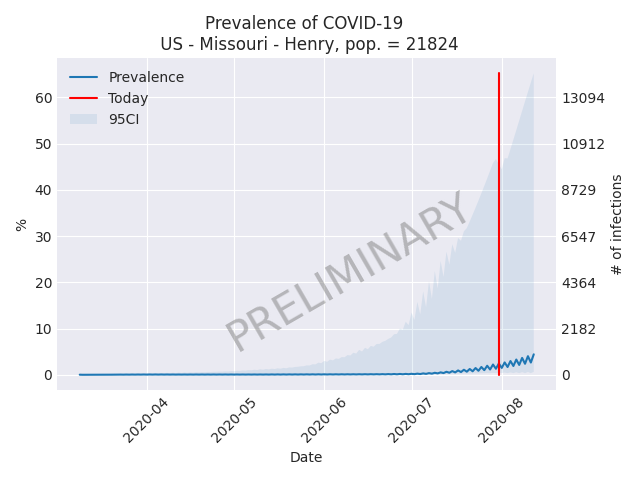 Prevalence of COVID-19
US - Missouri - Henry, pop. = 21824
Prevalence
Today
95CI
PRELIMINARY
%
60
50
40
30
20
10
0
13094
10912
8729
6547
4364
2182
0
# of infections
2020-04
2020-05
2020-06
2020-07
2020-08
Date